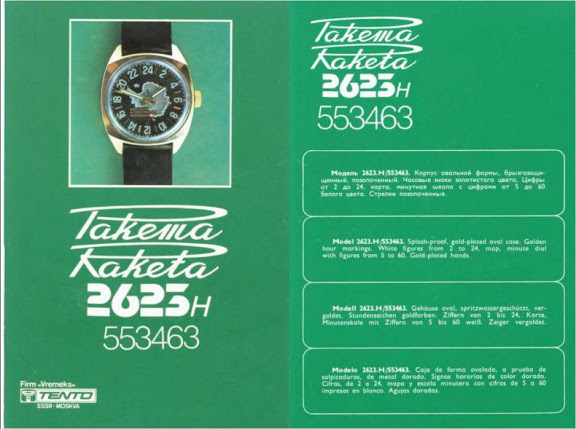 Ракета
Raketa
2623H
553463
Firm «Vremeks»
TENTO
SSSR - MOSKVA
Ракета
Raketa
2623H
553463
Модель 2623.Н/553463. Корпус овальной формы, брызгозащи-
щенный, позолоченный. Часовые знаки золотистого цвета. Цифры
от 2 до 24, карта, минутная шкала с цифрами от 5 до 60
белого цвета. Стрелки позолоченные.
Model 2623.H/553463. Splash-proof, gold-plated oval case. Golden
hour markings. White figures from 2 to 24, map, minute dial
with figures from 5 to 60. Gold-plated hands.
Modell 2623.H/553463. Gehäuse oval, spritzwassergeschützt, ver-
goldet. Stundenzeichen goldfarben. Ziffern von 2 bis 24, Karte,
Minutenskale mit Ziffern von 5 bis 60 weiß. Zeiger vergoldet.
Modelo 2623.H/553463. Caja de forma ovalada, a prueba de
salpicaduras, de metal dorado. Signos horarios de color dorado.
Cifras, de 2 a 24, mapa y escala minutera con cifras de 5 a 60
impresas en blanco. Agujas doradas.